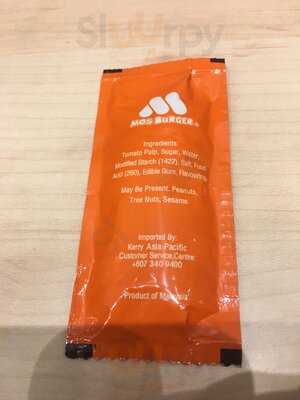 Sluurpy
MOS BURGER®
Ingredients
Tomato Pulp, Sugar, Water,
Modified Starch (1422), Salt, Food
Acid (260), Edible Gum, Flavouring
May Be Present: Peanuts,
Tree Nuts, Sesame
Imported By:
Kerry Asia-Pacific
Customer Service Centre
+607 340 9400
Product of Malaysia